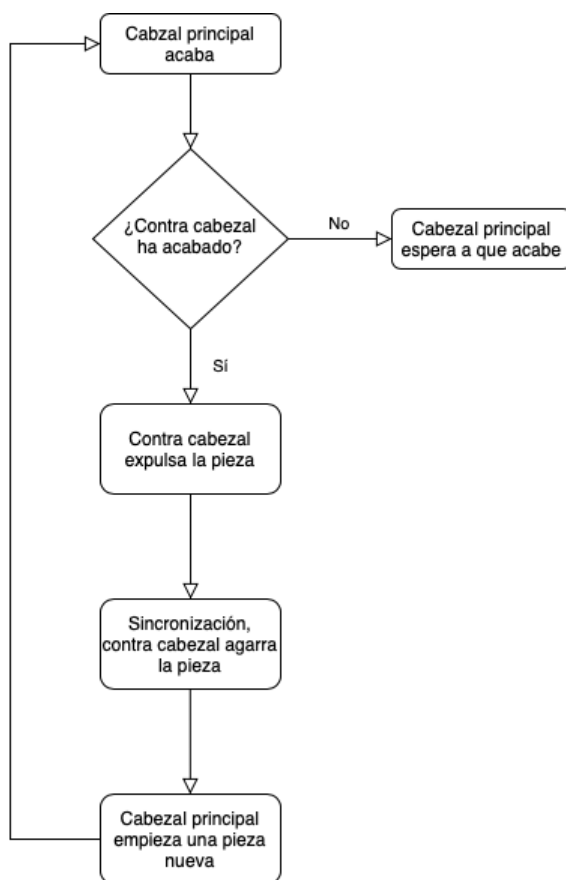 Cabzal principal
acaba
¿Contra cabezal
ha acabado?
No
Cabezal principal
espera a que acabe
Sí
Contra cabezal
expulsa la pieza
Sincronización,
contra cabezal agarra
la pieza
Cabezal principal
empieza una pieza
nueva